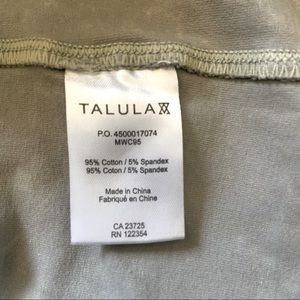 TALULA
P.O. 4500017074
MWC95
95% Cotton / 5% Spandex
95% Coton / 5% Spandex
Made in China
Fabriqué en Chine
CA 23725
RN 122354